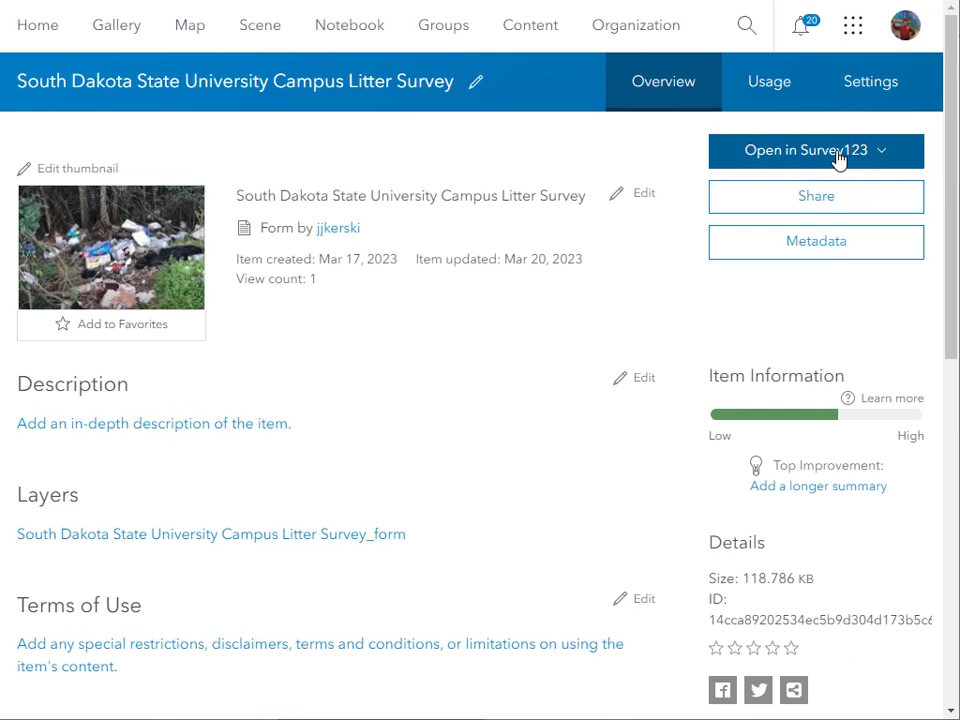 Home Gallery Map Scene Notebook Groups Content Organization 20
South Dakota State University Campus Litter Survey Overview Usage Settings
Open in Survey123
Edit thumbnail
South Dakota State University Campus Litter Survey Edit
Share
Form by jjkerski
Metadata
Item created: Mar 17, 2023 Item updated: Mar 20, 2023
View count: 1
Add to Favorites
Description Edit
Item Information
Learn more
Add an in-depth description of the item.
Low High
Top Improvement:
Add a longer summary
Layers
South Dakota State University Campus Litter Survey_form
Details
Size: 118.786 KB
ID:
14cca89202534ec5b9d304d173b5c6
Terms of Use Edit
Add any special restrictions, disclaimers, terms and conditions, or limitations on using the
item's content.